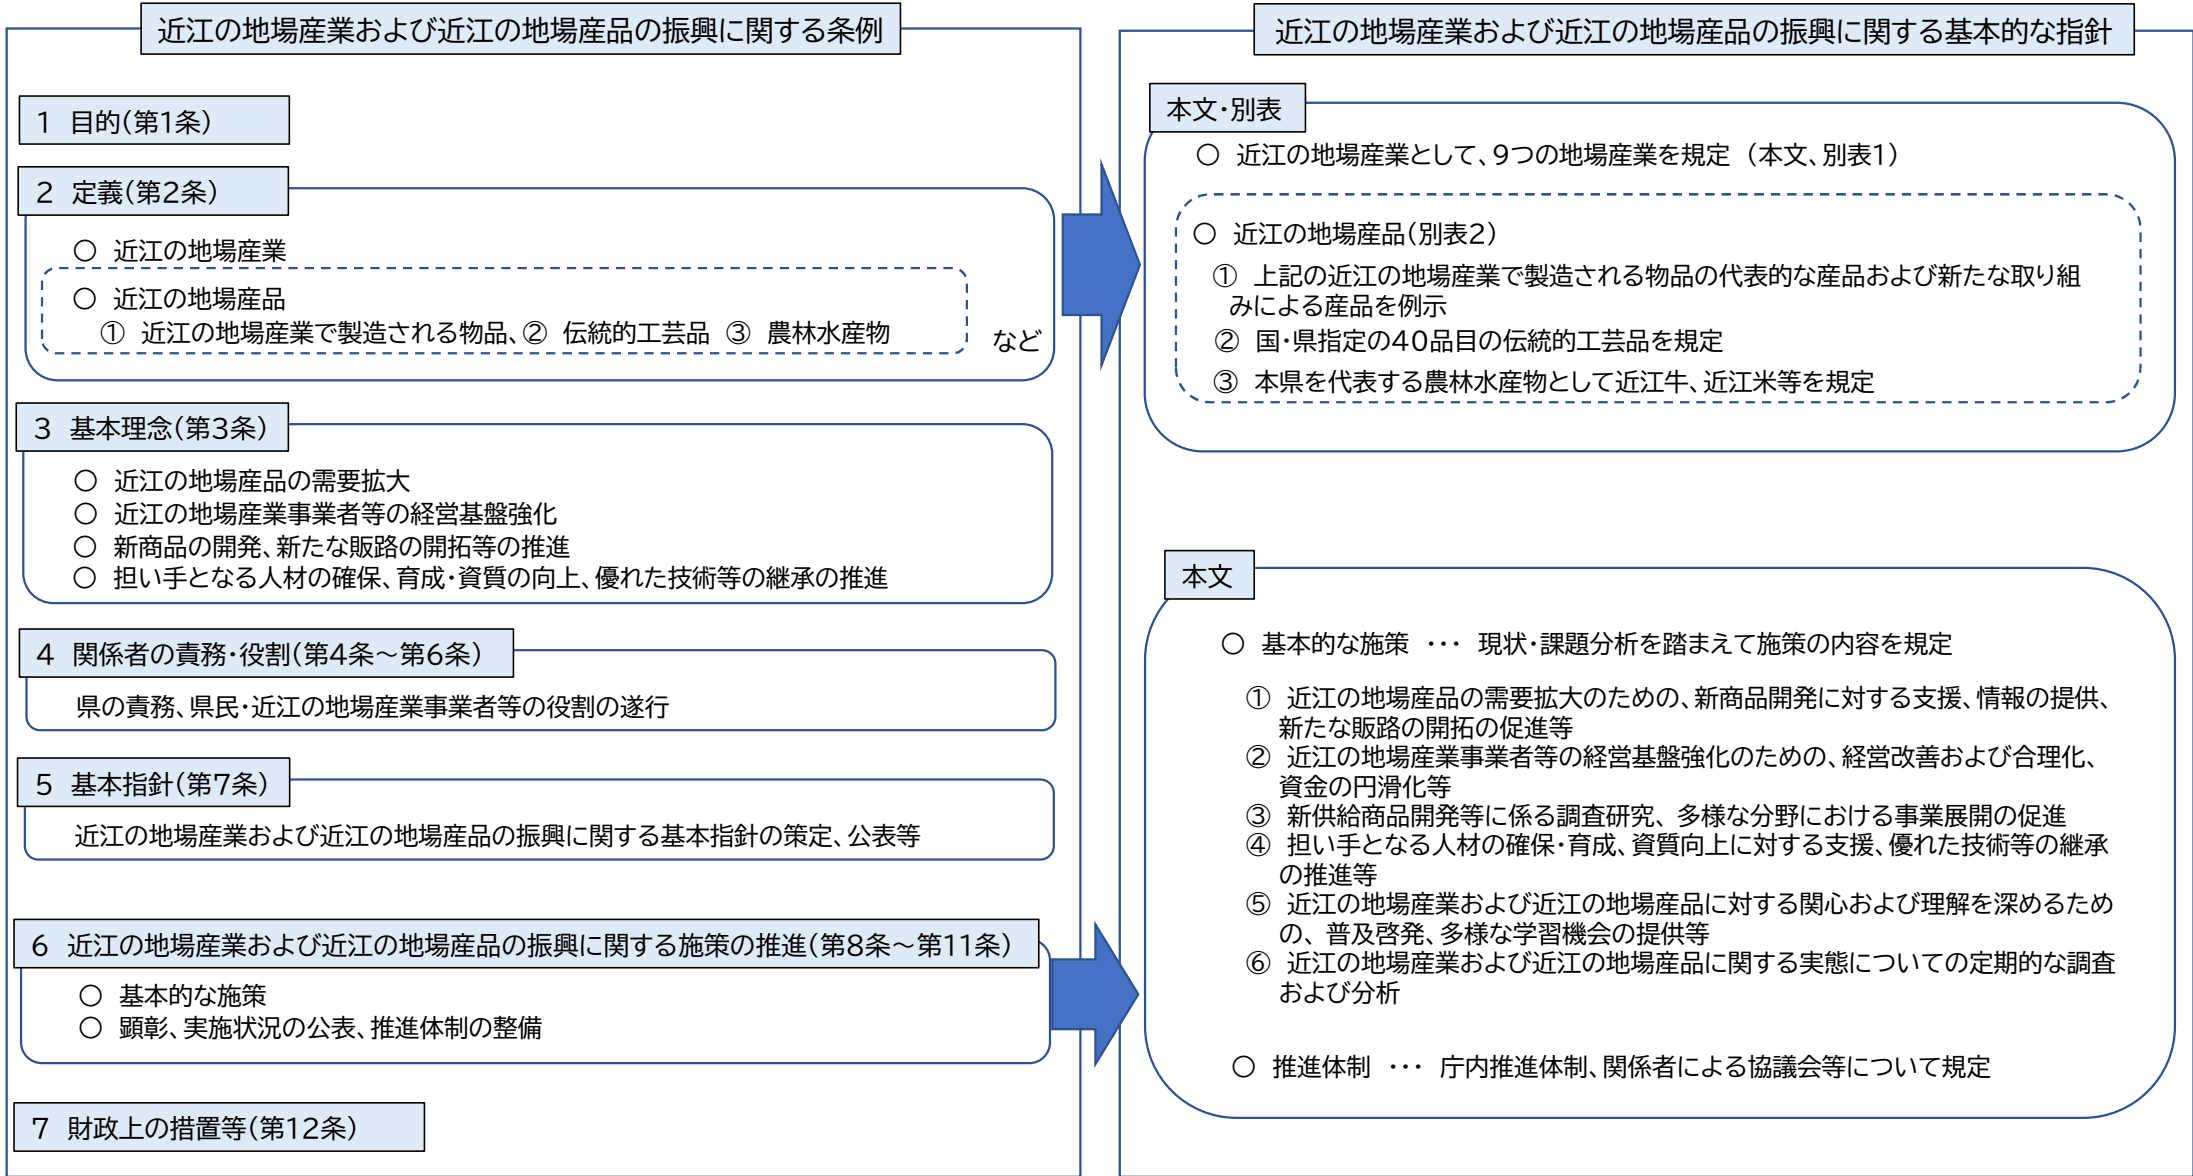 近江の地場産業および近江の地場産品の振興に関する条例
1 目的(第1条)
2 定義(第2条)
○ 近江の地場産業
○ 近江の地場産品
① 近江の地場産業で製造される物品、② 伝統的工芸品 ③ 農林水産物
など
3 基本理念(第3条)
○ 近江の地場産品の需要拡大
○ 近江の地場産業事業者等の経営基盤強化
○ 新商品の開発、新たな販路の開拓等の推進
○ 担い手となる人材の確保、育成・資質の向上、優れた技術等の継承の推進
4 関係者の責務・役割(第4条～第6条)
県の責務、県民・近江の地場産業事業者等の役割の遂行
5 基本指針(第7条)
近江の地場産業および近江の地場産品の振興に関する基本指針の策定、公表等
6 近江の地場産業および近江の地場産品の振興に関する施策の推進(第8条～第11条)
○ 基本的な施策
○ 顕彰、実施状況の公表、推進体制の整備
7 財政上の措置等(第12条)
近江の地場産業および近江の地場産品の振興に関する基本的な指針
本文・別表
○ 近江の地場産業として、9つの地場産業を規定 (本文、別表1)
○ 近江の地場産品(別表2)
① 上記の近江の地場産業で製造される物品の代表的な産品および新たな取り組
みによる産品を例示
② 国・県指定の40品目の伝統的工芸品を規定
③ 本県を代表する農林水産物として近江牛、近江米等を規定
本文
○ 基本的な施策 ・・・ 現状・課題分析を踏まえて施策の内容を規定
① 近江の地場産品の需要拡大のための、新商品開発に対する支援、情報の提供、
新たな販路の開拓の促進等
② 近江の地場産業事業者等の経営基盤強化のための、経営改善および合理化、
資金の円滑化等
③ 新供給商品開発等に係る調査研究、多様な分野における事業展開の促進
④ 担い手となる人材の確保・育成、資質向上に対する支援、優れた技術等の継承
の推進等
⑤ 近江の地場産業および近江の地場産品に対する関心および理解を深めるため
の、普及啓発、多様な学習機会の提供等
⑥ 近江の地場産業および近江の地場産品に関する実態についての定期的な調査
および分析
○ 推進体制 ・・・ 庁内推進体制、関係者による協議会等について規定